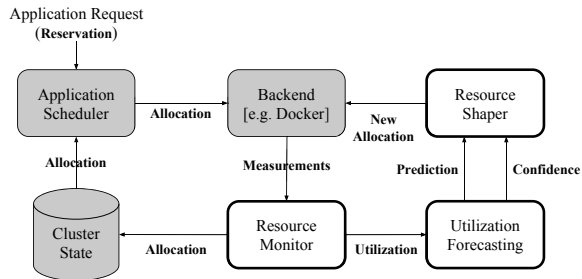 Application Request
(Reservation)
Application
Scheduler
Allocation
Backend
[e.g. Docker]
New
Allocation
Resource
Shaper
Allocation
Measurements
Prediction
Confidence
Cluster
State
Allocation
Resource
Monitor
Utilization
Utilization
Forecasting